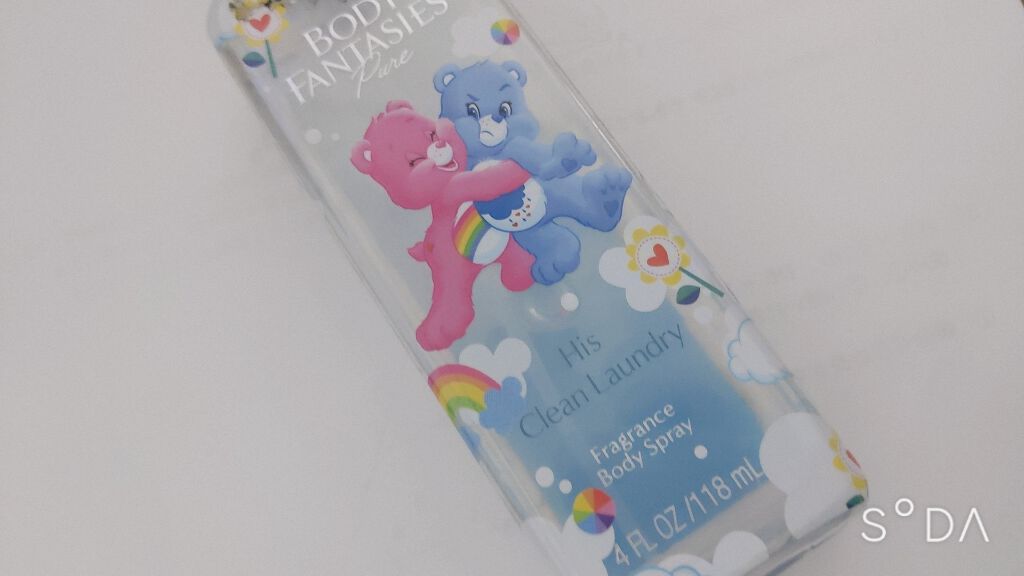 BODY
FANTASIES
Pure
His
Clean Laundry
Fragrance
Body Spray
4 FL OZ/118 mL
S°DA